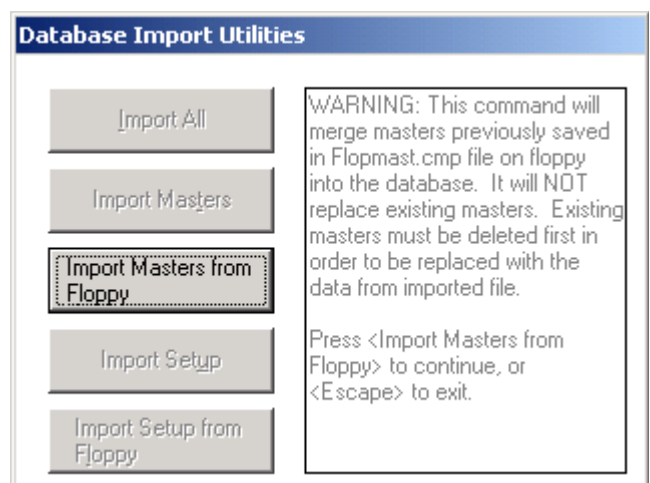 Database Import Utilities
Import All
Import Masters
Import Masters from
Floppy
Import Setup
Import Setup from
Floppy
WARNING: This command will
merge masters previously saved
in Flopmast.cmp file on floppy
into the database.  It will NOT
replace existing masters.  Existing
masters must be deleted first in
order to be replaced with the
data from imported file.
Press <Import Masters from
Floppy> to continue, or
<Escape> to exit.